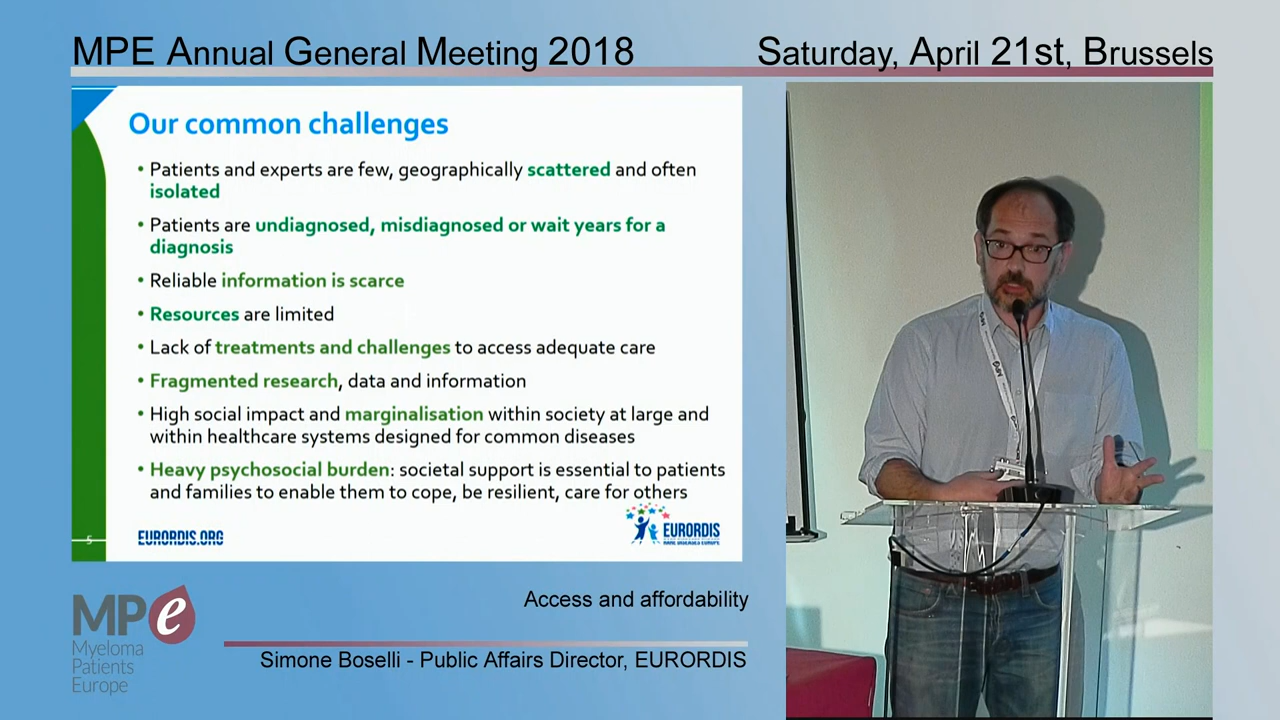 MPE Annual General Meeting 2018
Saturday, April 21st, Brussels
Our common challenges
• Patients and experts are few, geographically scattered and often
isolated
• Patients are undiagnosed, misdiagnosed or wait years for a
diagnosis
• Reliable information is scarce
• Resources are limited
• Lack of treatments and challenges to access adequate care
• Fragmented research, data and information
• High social impact and marginalisation within society at large and
within healthcare systems designed for common diseases
• Heavy psychosocial burden: societal support is essential to patients
and families to enable them to cope, be resilient, care for others
5
EURORDIS.ORG
EURORDIS
RARE DISEASES EUROPE
Access and affordability
MPe
Myeloma
Patients
Europe
Simone Boselli - Public Affairs Director, EURORDIS